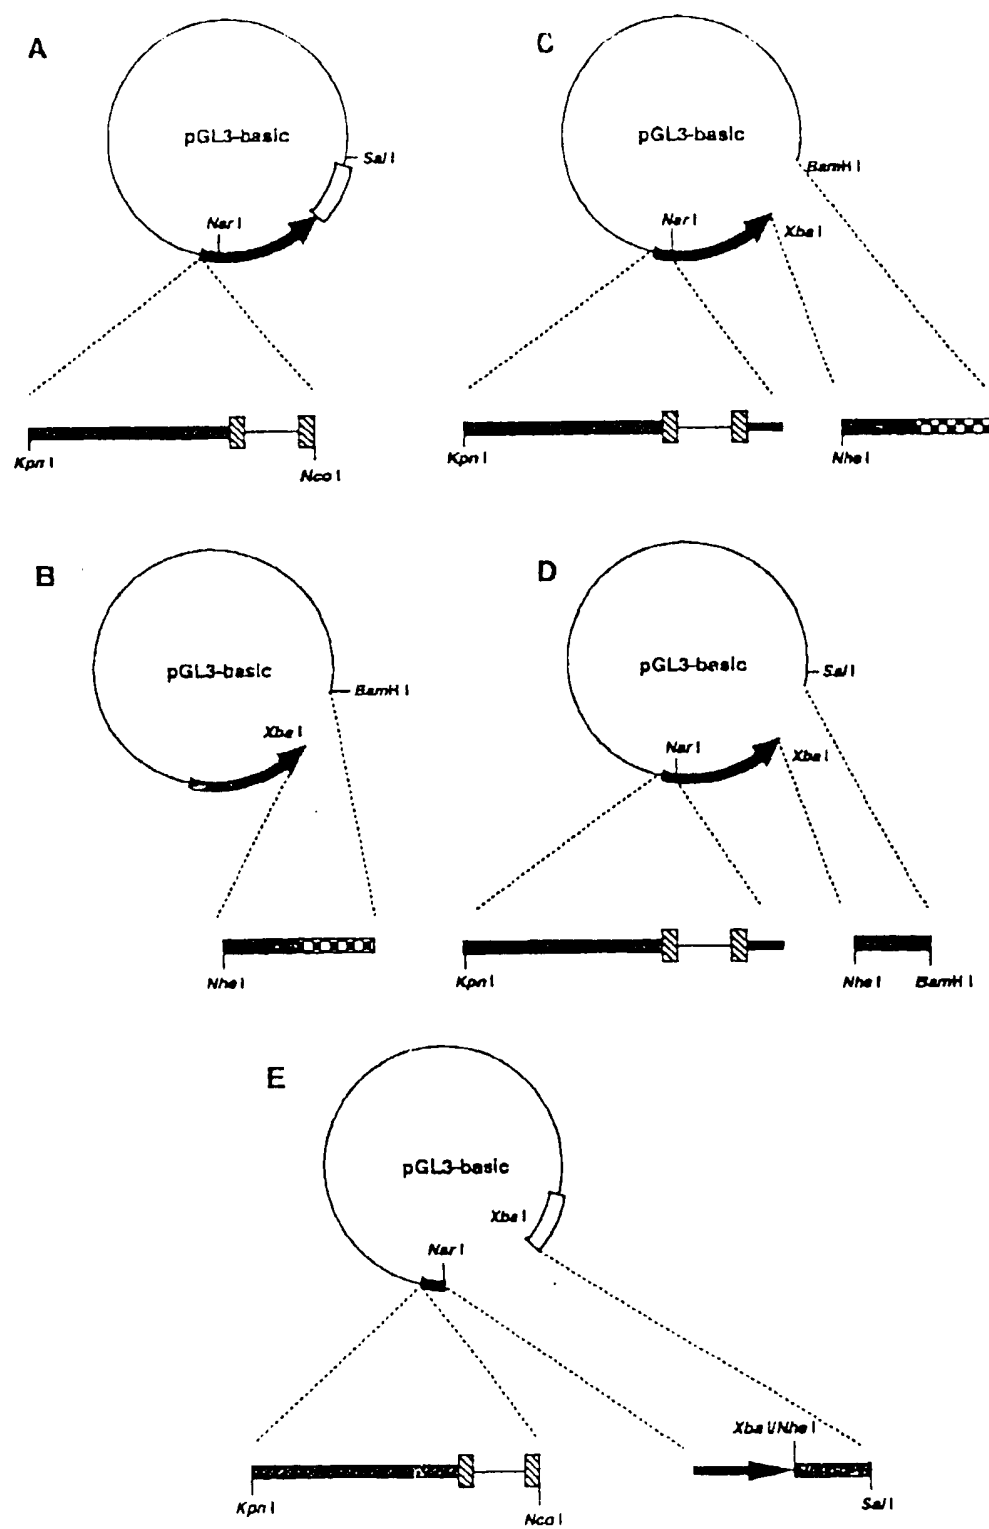 A
pGL3-basic
Sal I
Nar I
Kpn I
Nco I
C
pGL3-basic
BamH I
Nar I
Xba I
Kpn I
Nhe I
B
pGL3-basic
BamH I
Xba I
Nhe I
D
pGL3-basic
Sal I
Nar I
Xba I
Kpn I
Nhe I
BamH I
E
pGL3-basic
Xba I
Nar I
Xba I/Nhe I
Kpn I
Nco I
Sal I